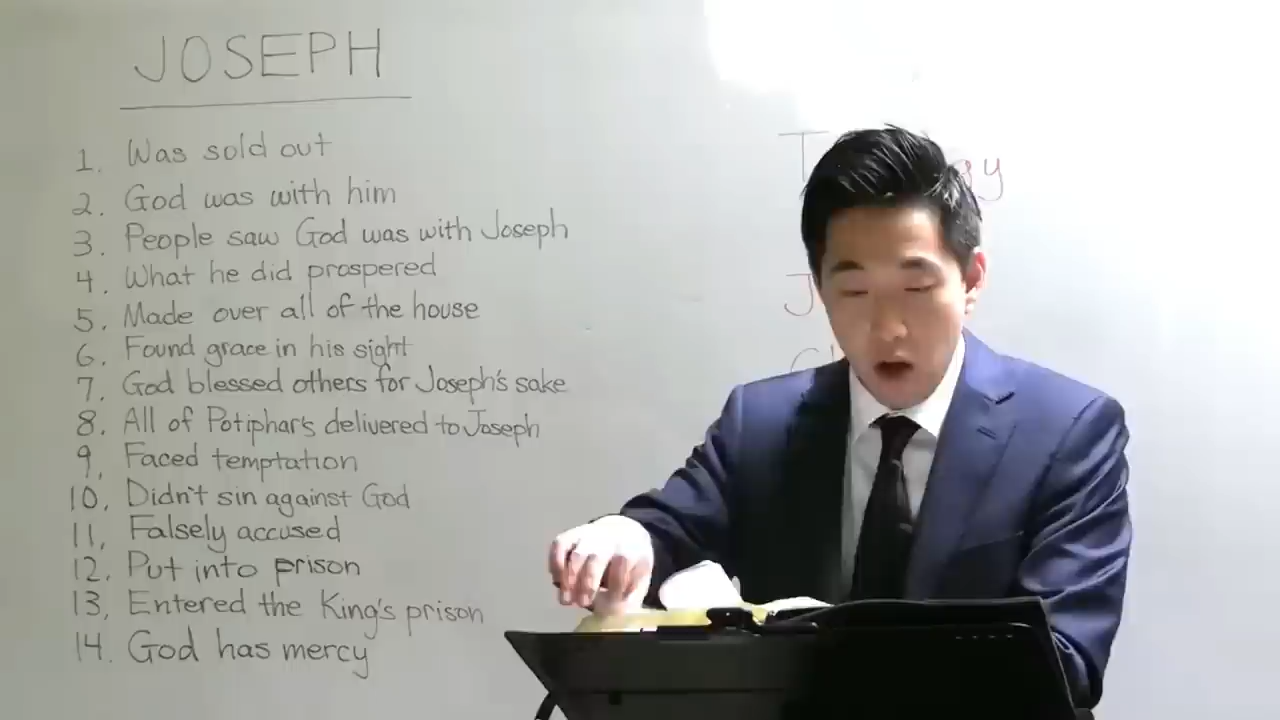 JOSEPH
1. Was sold out
2. God was with him
3. People saw God was with Joseph
4. What he did prospered
5. Made over all of the house
6. Found grace in his sight
7. God blessed others for Joseph's sake
8. All of Potiphar's delivered to Joseph
9. Faced temptation
10. Didn't sin against God
11. Falsely accused
12. Put into prison
13. Entered the King's prison
14. God has mercy